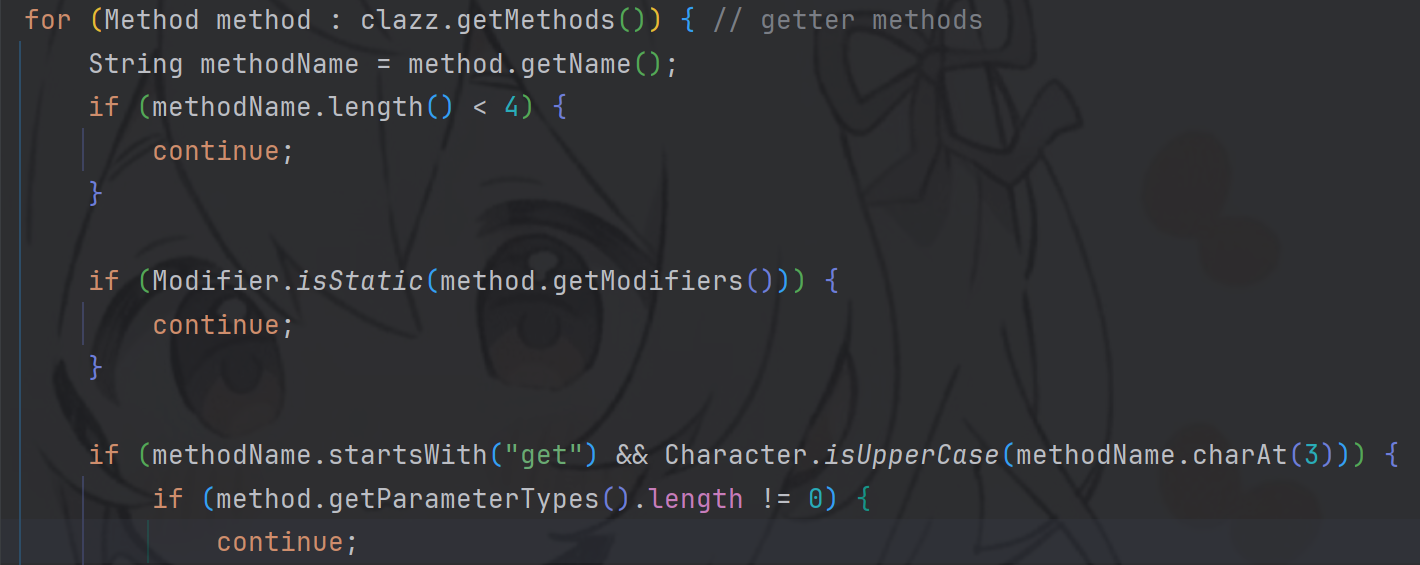 for (Method method : clazz.getMethods()) { // getter methods
    String methodName = method.getName();
    if (methodName.length() < 4) {
        continue;
    }

    if (Modifier.isStatic(method.getModifiers())) {
        continue;
    }

    if (methodName.startsWith("get") && Character.isUpperCase(methodName.charAt(3))) {
        if (method.getParameterTypes().length != 0) {
            continue;